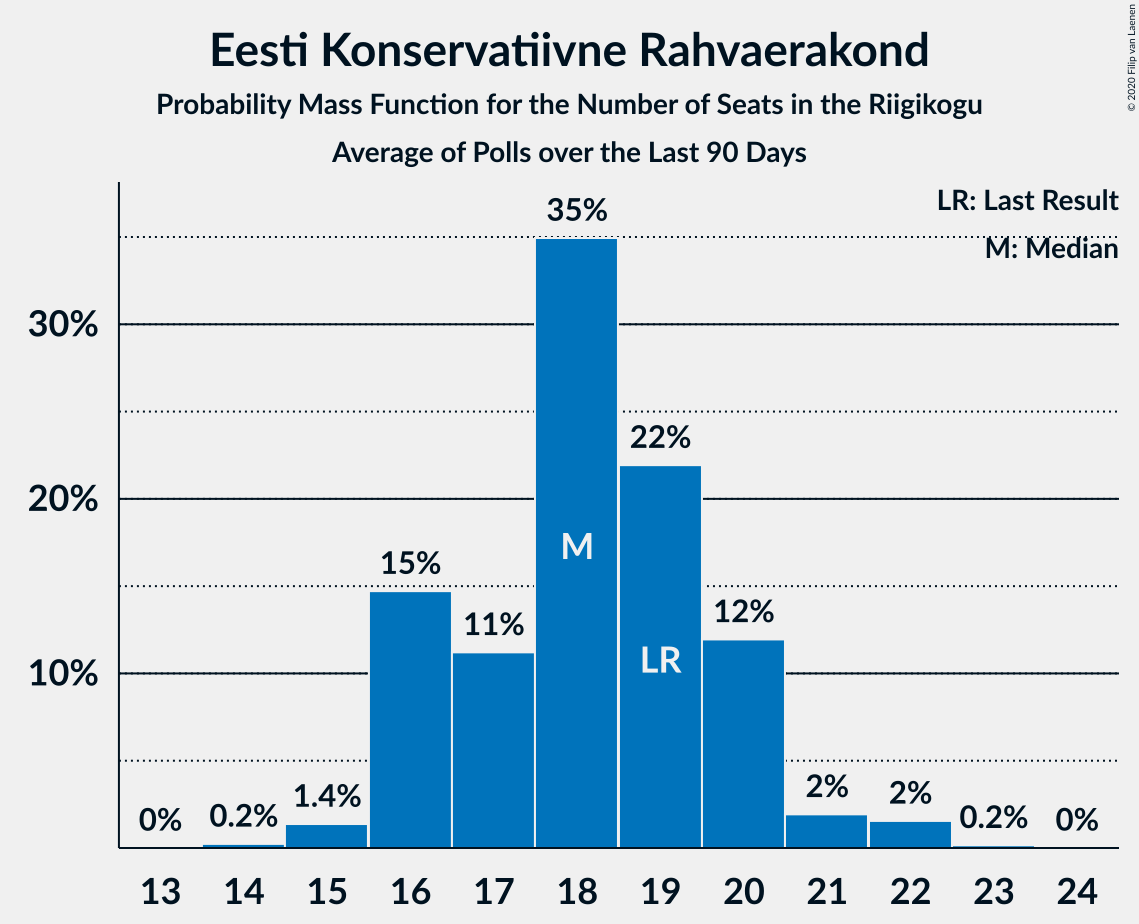 Eesti Konservatiivne Rahvaerakond
Probability Mass Function for the Number of Seats in the Riigikogu
Average of Polls over the Last 90 Days
© 2020 Filip van Laenen
LR: Last Result
M: Median
35%
30%
22%
20%
M
15%
12%
11%
LR
10%
0%
0.2%
1.4%
2%
2%
0.2%
0%
13 14 15 16 17 18 19 20 21 22 23 24